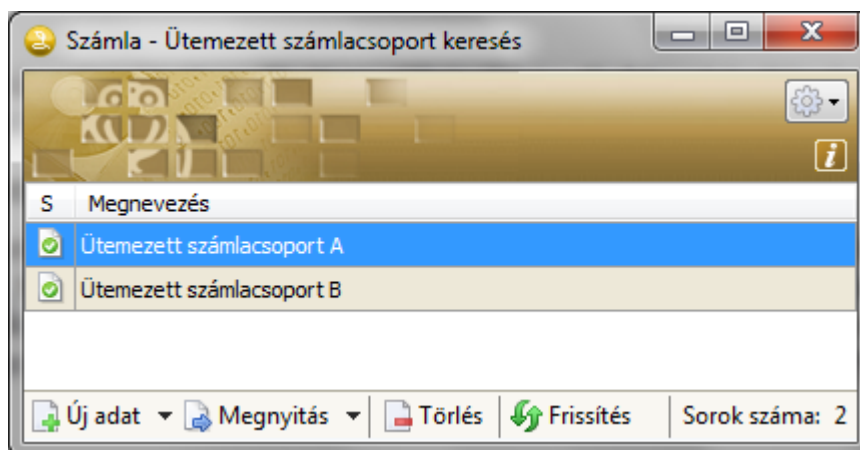 Számla - Ütemezett számlacsoport keresés
S Megnevezés
Ütemezett számlacsoport A
Ütemezett számlacsoport B
Új adat Megnyitás Törlés Frissítés Sorok száma: 2